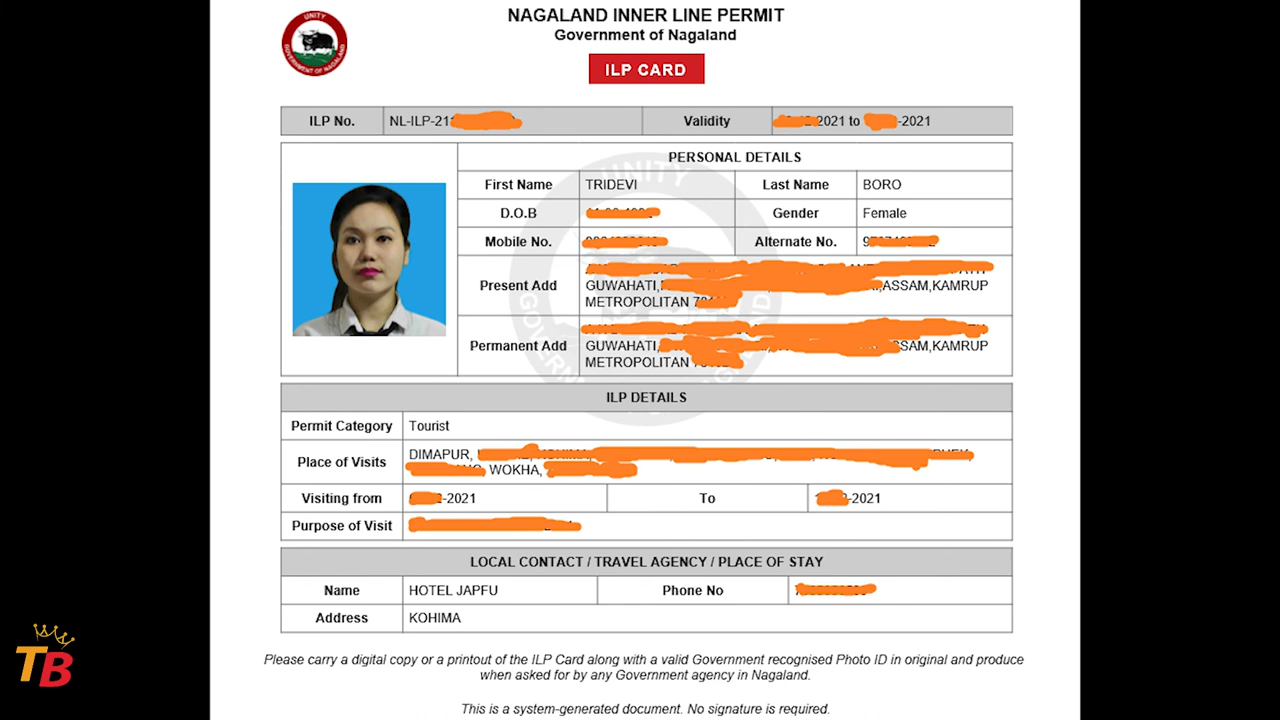 NAGALAND INNER LINE PERMIT
Government of Nagaland
UNITY
GOVERNMENT OF NAGALAND
ILP CARD
ILP No. NL-ILP-21 Validity 2021 to -2021
PERSONAL DETAILS
First Name TRIDEVI Last Name BORO
D.O.B Gender Female
Mobile No. Alternate No.
Present Add
GUWAHATI, ,ASSAM,KAMRUP
METROPOLITAN
Permanent Add
GUWAHATI, KAMRUP
METROPOLITAN
ILP DETAILS
Permit Category Tourist
Place of Visits DIMAPUR,
WOKHA,
Visiting from -2021 To -2021
Purpose of Visit
LOCAL CONTACT / TRAVEL AGENCY / PLACE OF STAY
Name HOTEL JAPFU Phone No
Address KOHIMA
TB
Please carry a digital copy or a printout of the ILP Card along with a valid Government recognised Photo ID in original and produce
when asked for by any Government agency in Nagaland.
This is a system-generated document. No signature is required.